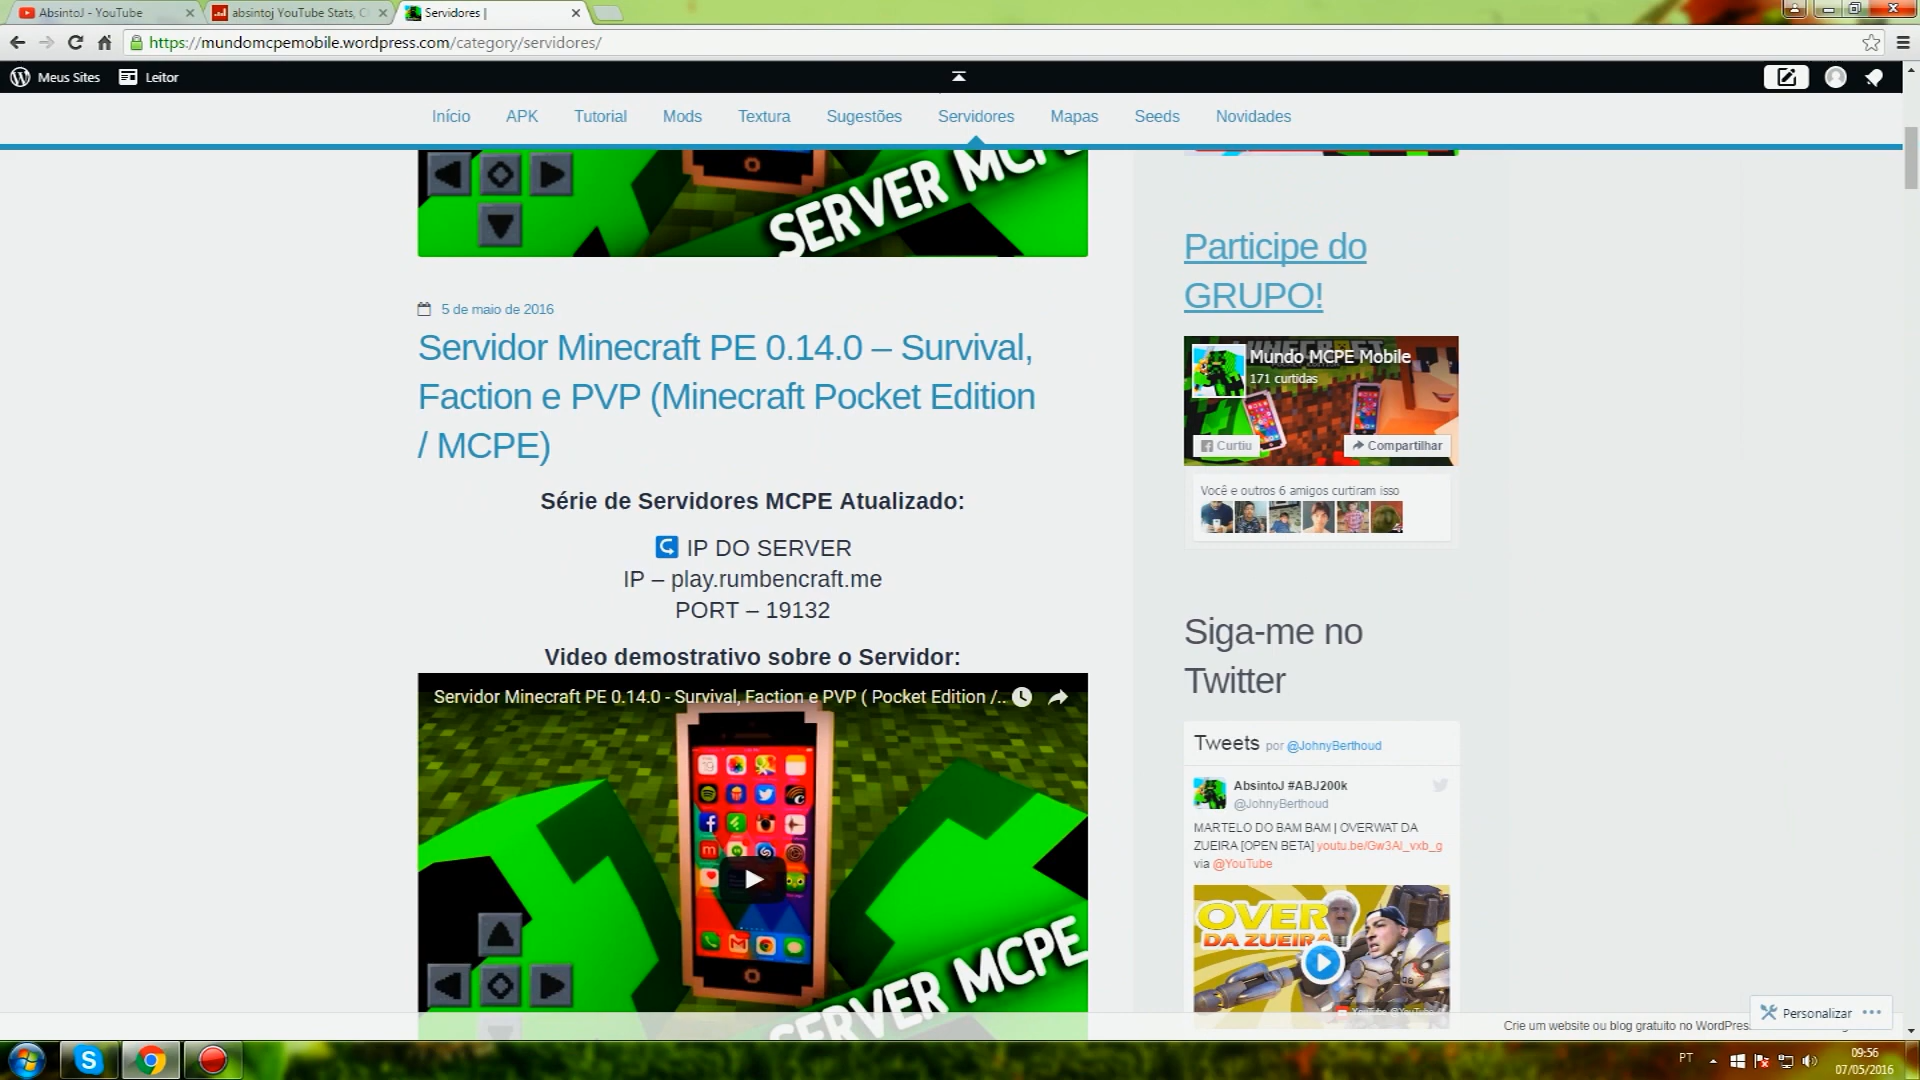 AbsintoJ - YouTube
absintoj YouTube Stats, C
Servidores |
https://mundomcpemobile.wordpress.com/category/servidores/
Meus Sites
Leitor
Início APK Tutorial Mods Textura Sugestões Servidores Mapas Seeds Novidades
SERVER MCPE
5 de maio de 2016
Servidor Minecraft PE 0.14.0 – Survival,
Faction e PVP (Minecraft Pocket Edition
/ MCPE)
Série de Servidores MCPE Atualizado:
IP DO SERVER
IP – play.rumbencraft.me
PORT – 19132
Video demostrativo sobre o Servidor:
Servidor Minecraft PE 0.14.0 - Survival, Faction e PVP ( Pocket Edition /..
SERVER MCPE
Participe do
GRUPO!
MINECRAFT
Mundo MCPE Mobile
171 curtidas
Curtiu
Compartilhar
Você e outros 6 amigos curtiram isso
Siga-me no
Twitter
Tweets por @JohnyBerthoud
AbsintoJ #ABJ200k
@JohnyBerthoud
MARTELO DO BAM BAM | OVERWAT DA
ZUEIRA [OPEN BETA] youtu.be/Gw3Al_vxb_g
via @YouTube
OVER
DA ZUEIRA
Personalizar
Crie um website ou blog gratuito no WordPress
PT
09:56
07/05/2016